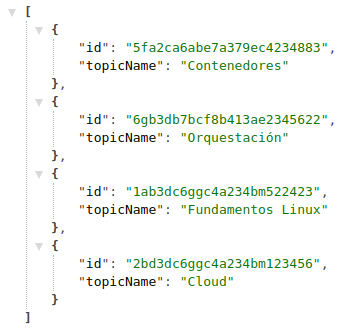 [
{
"id": "5fa2ca6abe7a379ec4234883",
"topicName": "Contenedores"
},
{
"id": "6gb3db7bcf8b413ae2345622",
"topicName": "Orquestación"
},
{
"id": "1ab3dc6ggc4a234bm522423",
"topicName": "Fundamentos Linux"
},
{
"id": "2bd3dc6ggc4a234bm123456",
"topicName": "Cloud"
}
]